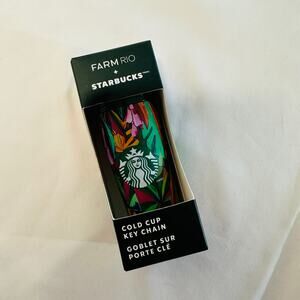 FARM RIO
+
STARBUCKS
COLD CUP
KEY CHAIN
GOBLET SUR
PORTE CLÉ